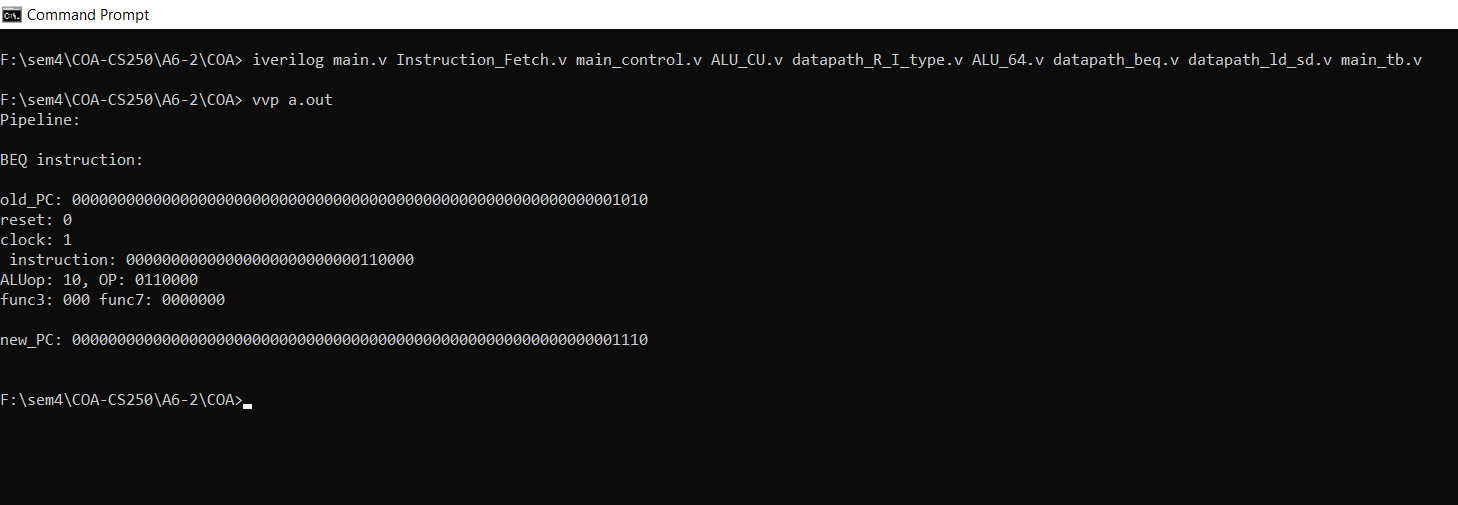 Command Prompt
F:\sem4\COA-CS250\A6-2\COA> iverilog main.v Instruction_Fetch.v main_control.v ALU_CU.v datapath_R_I_type.v ALU_64.v datapath_beq.v datapath_ld_sd.v main_tb.v
F:\sem4\COA-CS250\A6-2\COA> vvp a.out
Pipeline:
BEQ instruction:
old_PC: 0000000000000000000000000000000000000000000000000000000000001010
reset: 0
clock: 1
instruction: 00000000000000000000000000110000
ALUop: 10, OP: 0110000
func3: 000 func7: 0000000
new_PC: 0000000000000000000000000000000000000000000000000000000000001110
F:\sem4\COA-CS250\A6-2\COA>